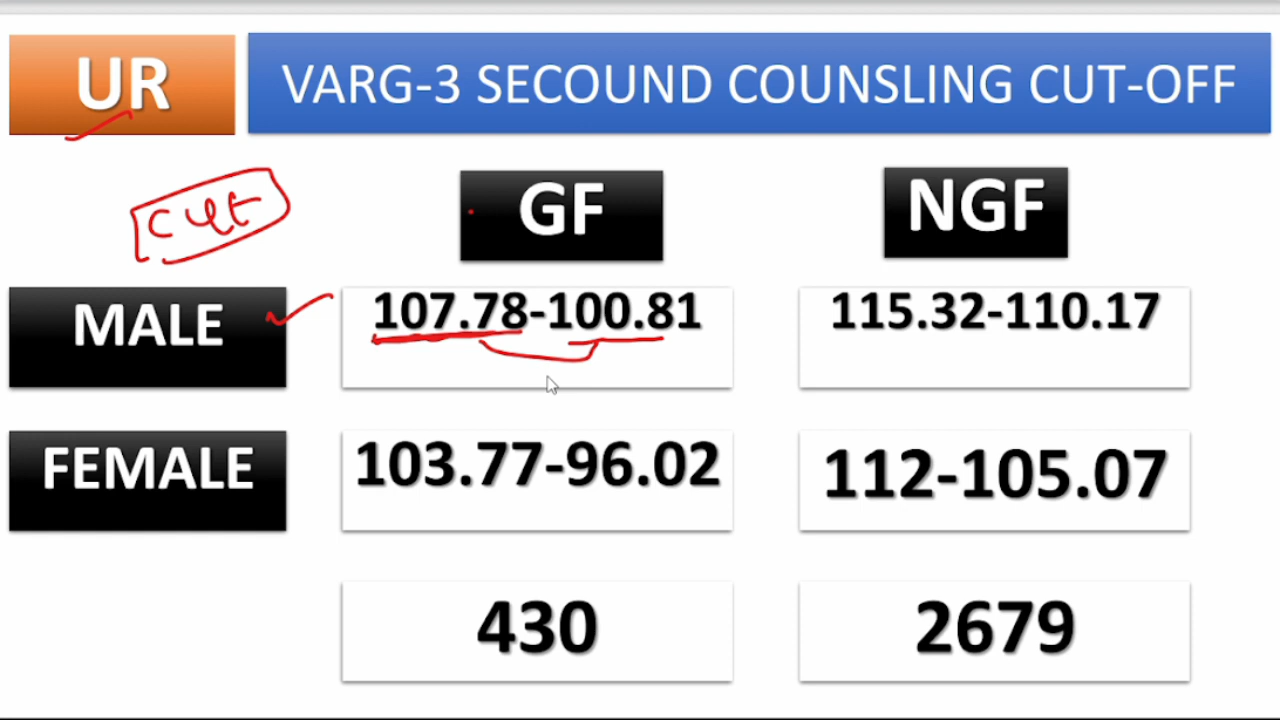 UR
VARG-3 SECOUND COUNSLING CUT-OFF
cut
GF
NGF
MALE
107.78-100.81
115.32-110.17
FEMALE
103.77-96.02
112-105.07
430
2679